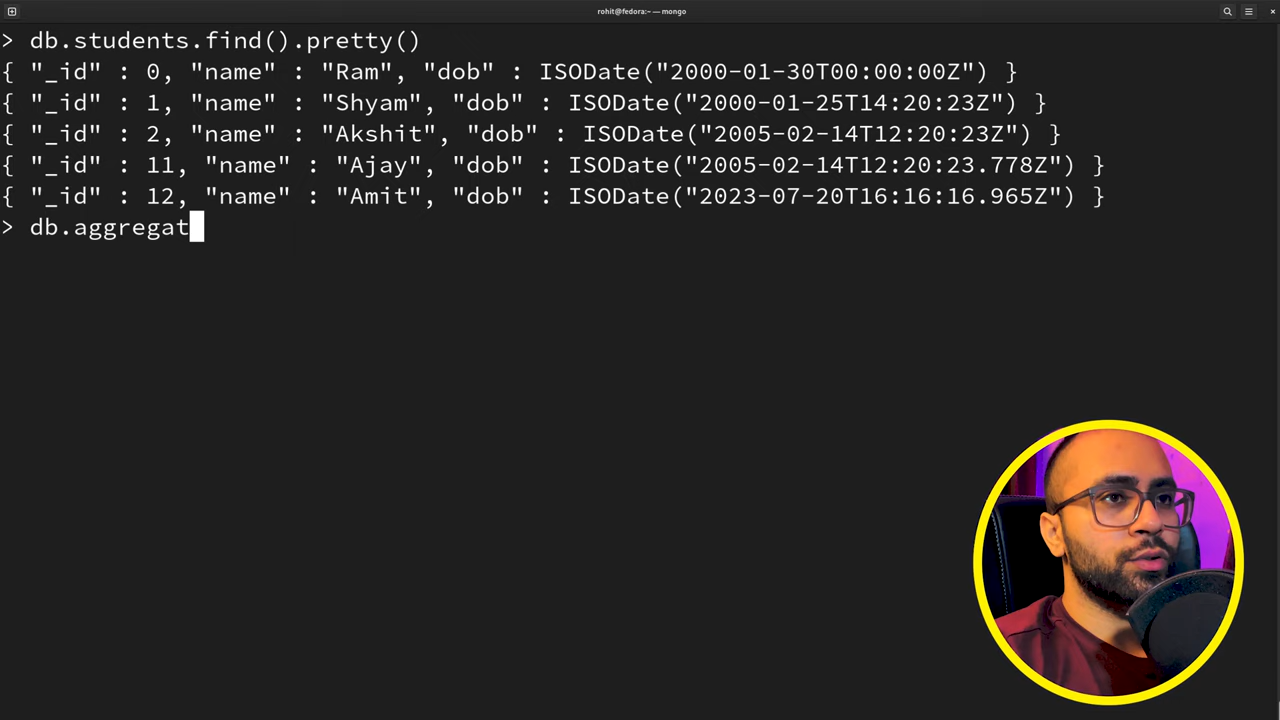 rohit@fedora:~ — mongo
> db.students.find().pretty()
{ "_id" : 0, "name" : "Ram", "dob" : ISODate("2000-01-30T00:00:00Z") }
{ "_id" : 1, "name" : "Shyam", "dob" : ISODate("2000-01-25T14:20:23Z") }
{ "_id" : 2, "name" : "Akshit", "dob" : ISODate("2005-02-14T12:20:23Z") }
{ "_id" : 11, "name" : "Ajay", "dob" : ISODate("2005-02-14T12:20:23.778Z") }
{ "_id" : 12, "name" : "Amit", "dob" : ISODate("2023-07-20T16:16:16.965Z") }
> db.aggregat